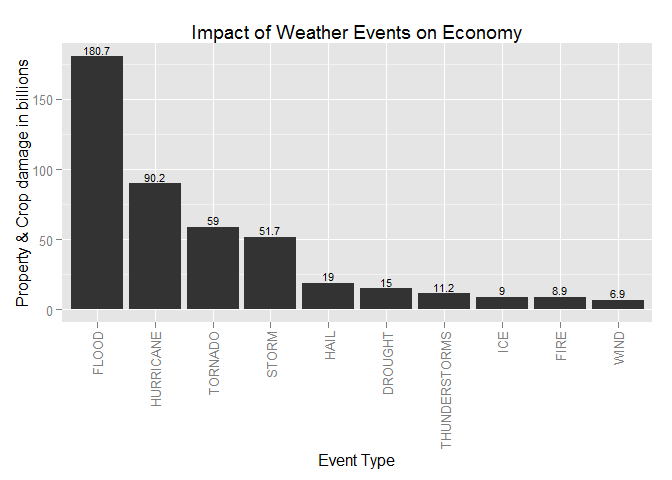 Impact of Weather Events on Economy
Property & Crop damage in billions
150
100
50
0
180.7
90.2
59
51.7
19
15
11.2
9
8.9
6.9
FLOOD
HURRICANE
TORNADO
STORM
HAIL
DROUGHT
THUNDERSTORMS
ICE
FIRE
WIND
Event Type